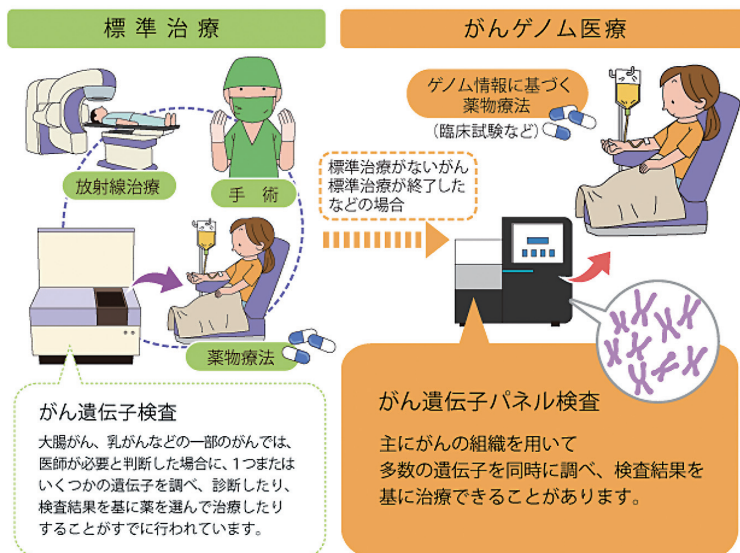 標準治療
がんゲノム医療
放射線治療
手 術
薬物療法
がん遺伝子検査
大腸がん、乳がんなどの一部のがんでは、
医師が必要と判断した場合に、1つまたは
いくつかの遺伝子を調べ、診断したり、
検査結果を基に薬を選んで治療したり
することがすでに行われています。
標準治療がないがん
標準治療が終了した
などの場合
ゲノム情報に基づく
薬物療法
（臨床試験など）
がん遺伝子パネル検査
主にがんの組織を用いて
多数の遺伝子を同時に調べ、検査結果を
基に治療できることがあります。